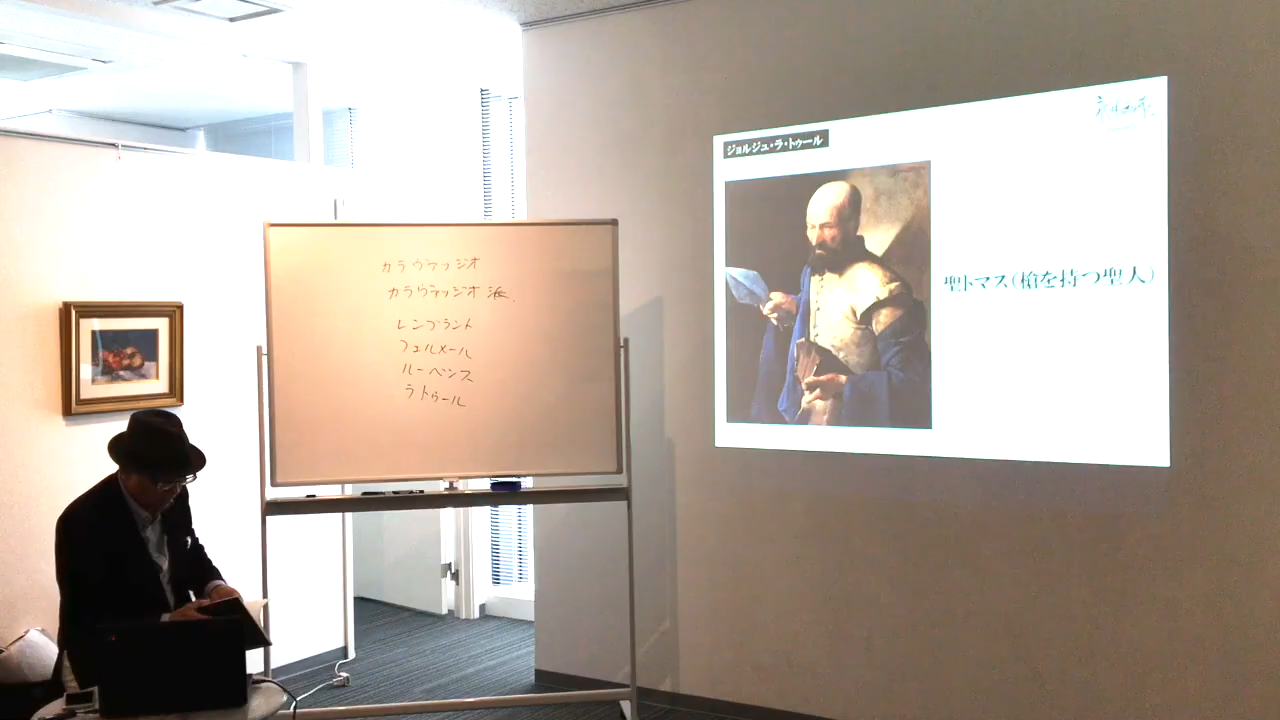 カラヴァッジオ
カラヴァッジオ派.
レンブラント
フェルメール
ルーベンス
ラトゥール
ジョルジュ・ラ・トゥール
聖トマス(槍を持つ聖人)